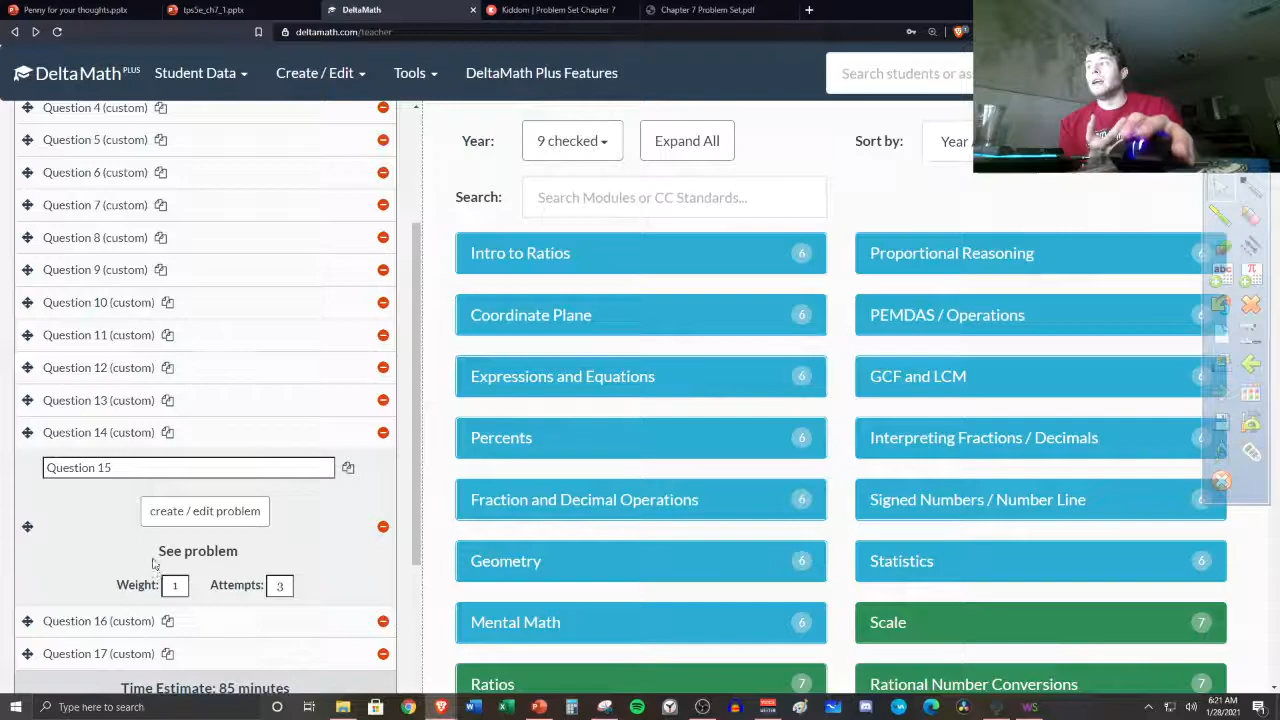 Penny for your thoughts.pptx
tps5e_ch7_1.pptx
DeltaMath
Kiddom | Problem Set Chapter 7
Chapter 7 Problem Set.pdf
deltamath.com/teacher
DeltaMath PLUS
Student Data
Create / Edit
Tools
DeltaMath Plus Features
Search students or as
Question 4 (custom)
Question 5 (custom)
Question 6 (custom)
Question 7 (custom)
Question 8 (custom)
Question 9 (custom)
Question 10 (custom)
Question 11 (custom)
Question 12 (custom)
Question 13 (custom)
Question 14 (custom)
Question 15
create / edit problem
See problem
Weight: 1 Attempts: 3
Question 16 (custom)
Question 17 (custom)
Time Estimate: 85 minutes
Year: 9 checked Expand All Sort by: Year
Search: Search Modules or CC Standards...
Intro to Ratios 6
Proportional Reasoning 6
Coordinate Plane 6
PEMDAS / Operations 6
Expressions and Equations 6
GCF and LCM
Percents 6
Interpreting Fractions / Decimals
Fraction and Decimal Operations 6
Signed Numbers / Number Line
Geometry 6
Statistics 6
Mental Math 6
Scale 7
Ratios 7
Rational Number Conversions 7
abc
π
Type here to search
6:21 AM
1/28/2021